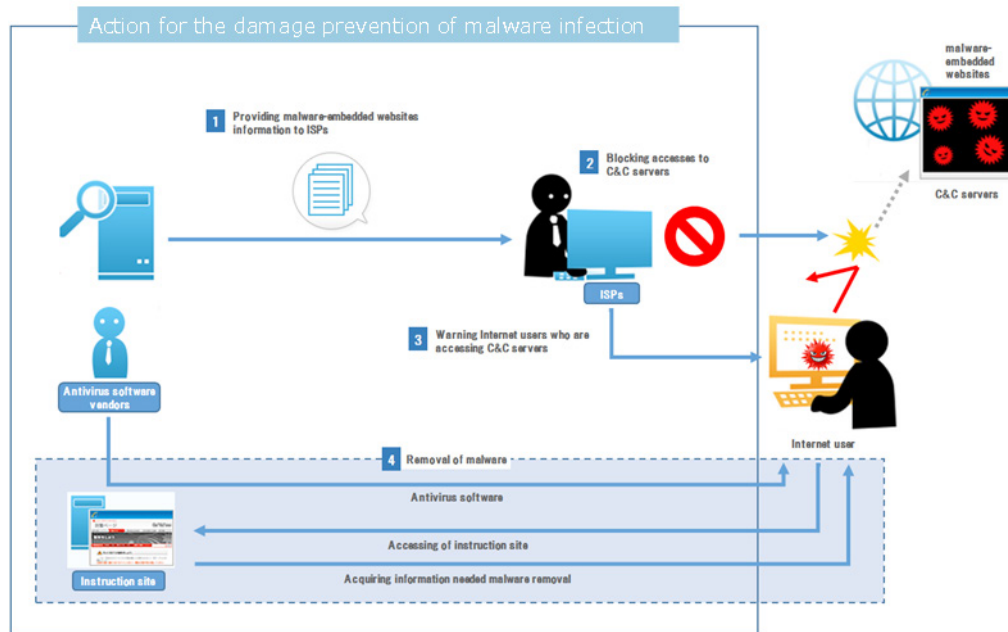 Action for the damage prevention of malware infection
malware-
embedded
websites
1
Providing malware-embedded websites
information to ISPs
2
Blocking accesses to
C&C servers
C&C servers
ISPs
3
Warning Internet users who are
accessing C&C servers
Antivirus software
vendors
Internet user
4
Removal of malware
Antivirus software
Accessing of instruction site
Instruction site
Acquiring information needed malware removal